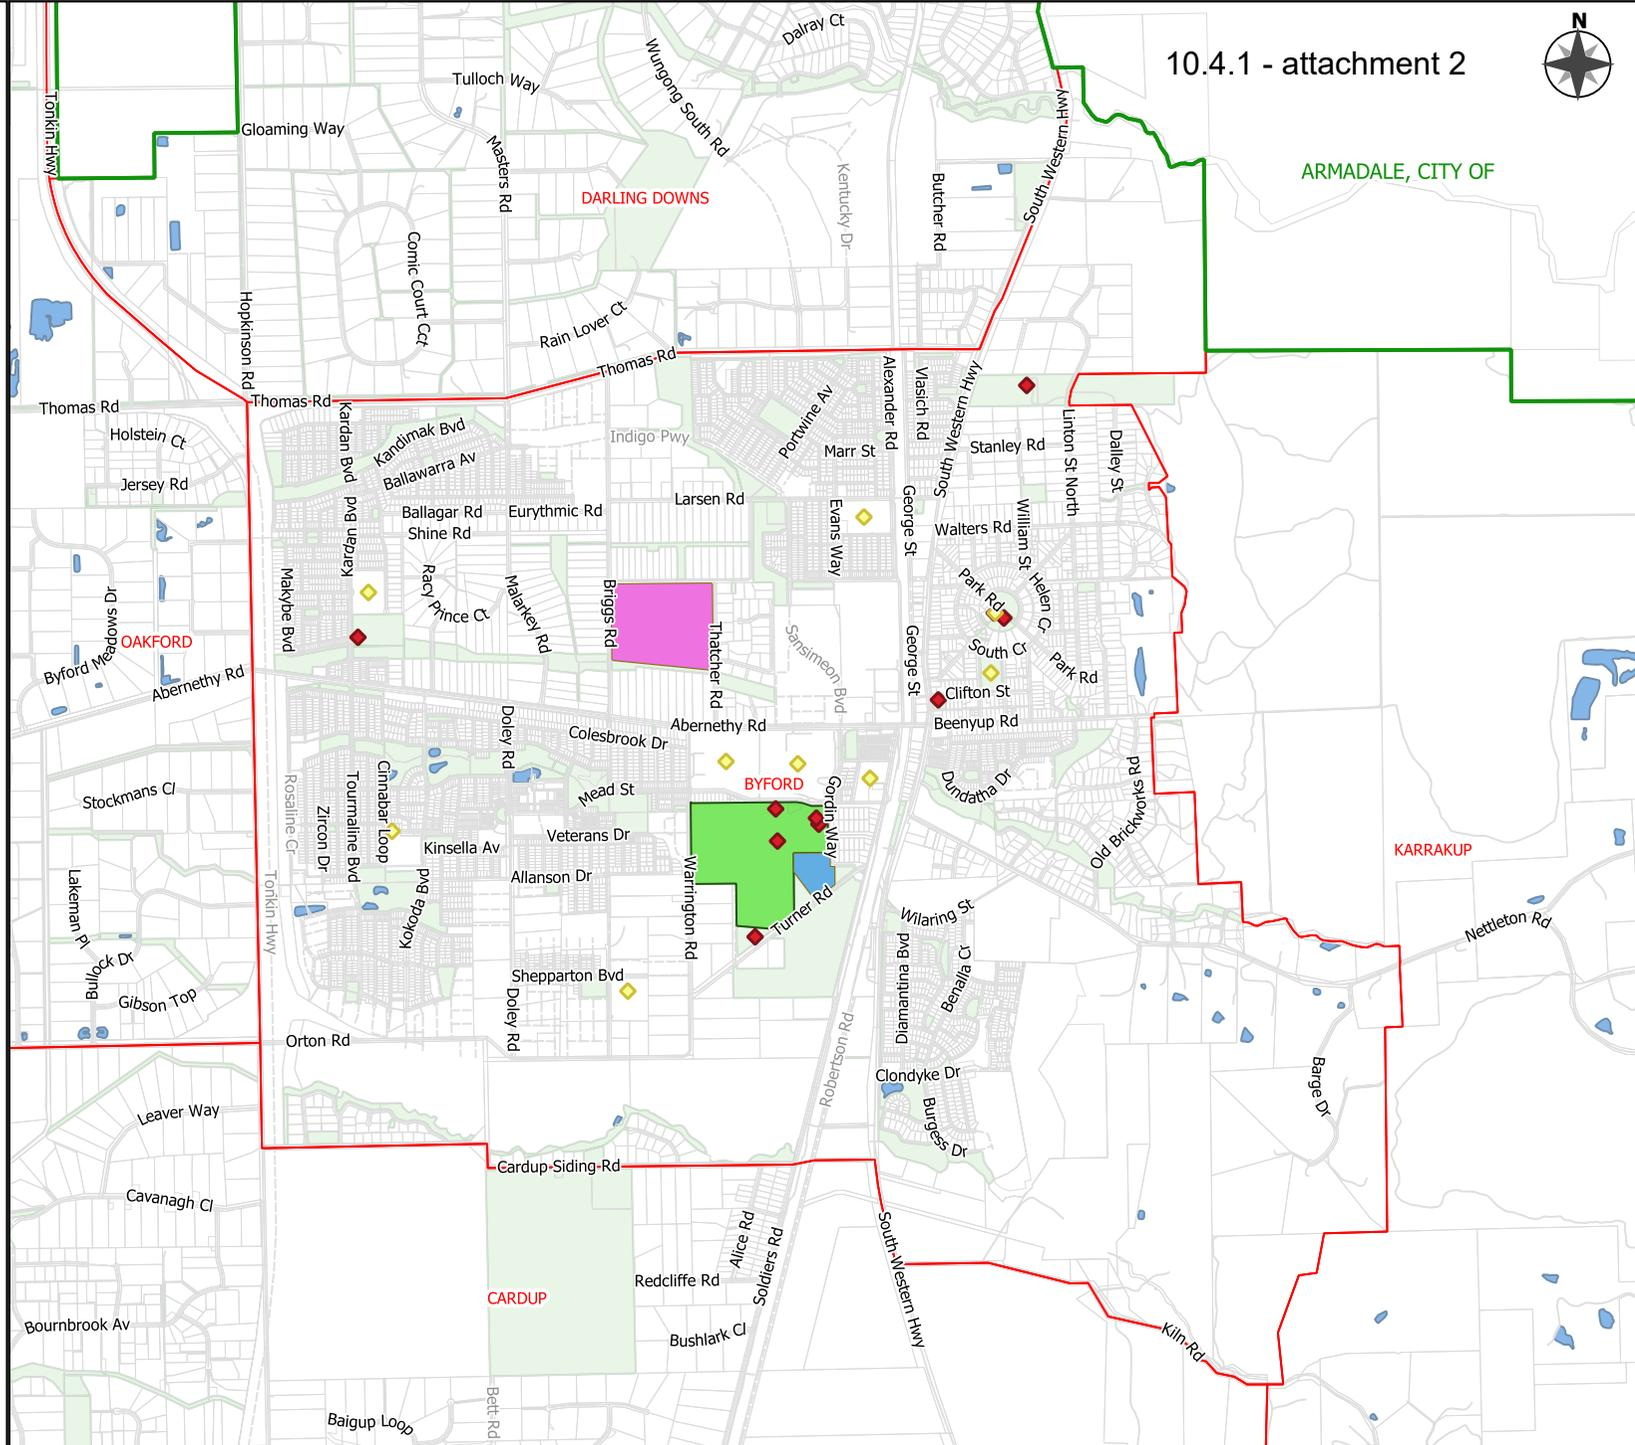 N
10.4.1 - attachment 2
Dalray Ct
Tulloch Way
Wungong South Rd
South Western Hwy
Tonkin Hwy
Gloaming Way
Masters Rd
ARMADALE, CITY OF
DARLING DOWNS
Kentucky Dr
Butcher Rd
Comic Court Cct
Hopkinson Rd
Rain Lover Ct
Thomas Rd
Thomas Rd
Thomas Rd
Alexander Rd
Vlasich Rd
South Western Hwy
Holstein Ct
Kardan Bvd
Kandimak Bvd
Ballawarra Av
Indigo Pwy
Portwine Av
Marr St
Stanley Rd
Linton St North
Dalley St
Jersey Rd
Larsen Rd
Kardan Bvd
Ballagar Rd
Eurythmic Rd
Shine Rd
Evans Way
George St
Walters Rd
William St
Makybe Bvd
Racy Prince Ct
Malarkey Rd
Briggs Rd
Thatcher Rd
Park Rd
Helen Cr
Byford Meadows Dr
OAKFORD
Sansimeon Bvd
George St
South Cr
Park Rd
Abernethy Rd
Clifton St
Doley Rd
Colesbrook Dr
Abernethy Rd
Beenyup Rd
Stockmans Cl
Rosaline Cr
Zircon Dr
Tourmaline Bvd
Cinnabar Loop
Mead St
BYFORD
Gordin Way
Dundatha Dr
Old Brickworks Rd
Veterans Dr
Kinsella Av
KARRAKUP
Allanson Dr
Warrington Rd
Turner Rd
Lakeman Pl
Tonkin Hwy
Kokoda Bvd
Wilaring St
Nettleton Rd
Diamantina Bvd
Benalla Cr
Bullock Dr
Gibson Top
Shepparton Bvd
Doley Rd
Orton Rd
Robertson Rd
Clondyke Dr
Barge Dr
Leaver Way
Burgess Dr
Cardup Siding Rd
Cavanagh Cl
Alice Rd
Soldiers Rd
South Western Hwy
Redcliffe Rd
CARDUP
Bournbrook Av
Bushlark Cl
Kiln Rd
Bett Rd
Baigup Loop